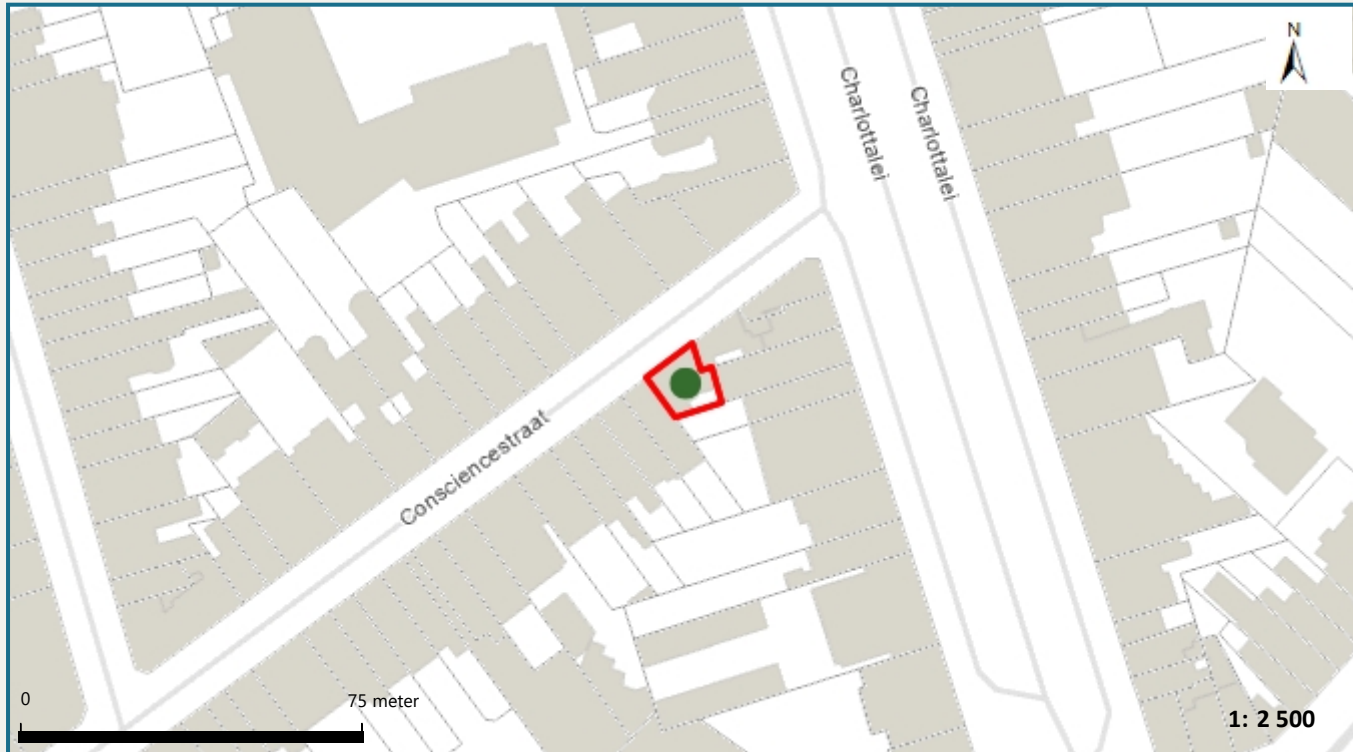 N
Charlottalei
Charlottalei
Consciencestraat
0
75 meter
1: 2 500